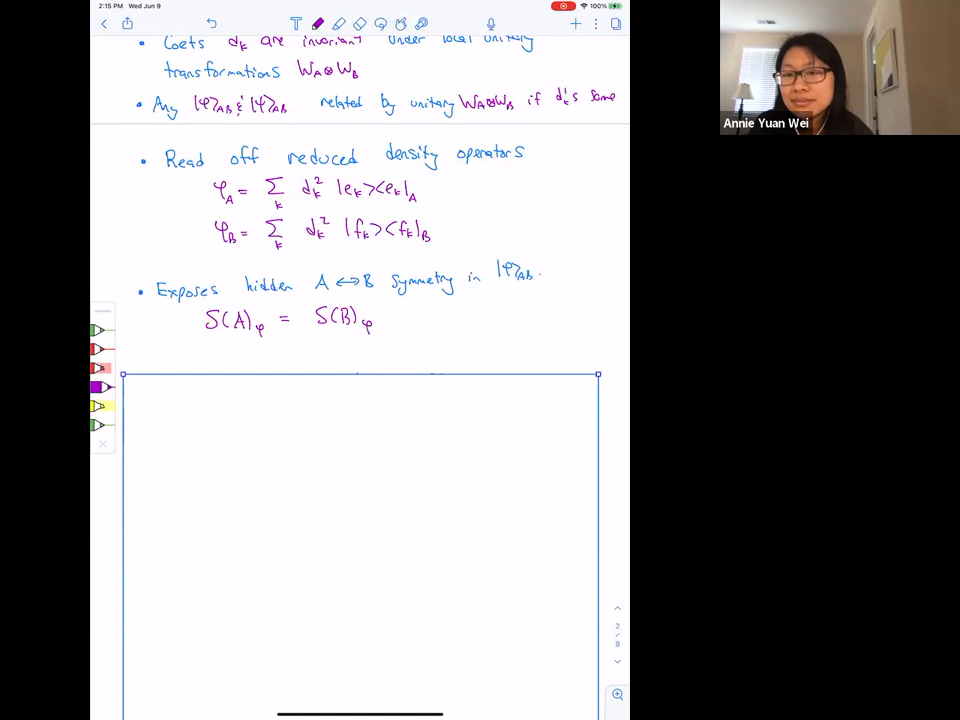 2:15 PM Wed Jun 9
100%
• Coefs d_k are invariant under local unitary
transformations W_A⊗W_B
• Any |φ>_AB & |ψ>_AB related by unitary W_A⊗W_B if d_k's same
• Read off reduced density operators
φ_A = Σ_k d_k^2 |e_k><e_k|_A
φ_B = Σ_k d_k^2 |f_k><f_k|_B
• Exposes hidden A ↔ B symmetry in |φ>_AB.
S(A)_φ = S(B)_φ
2
/
8
Annie Yuan Wei